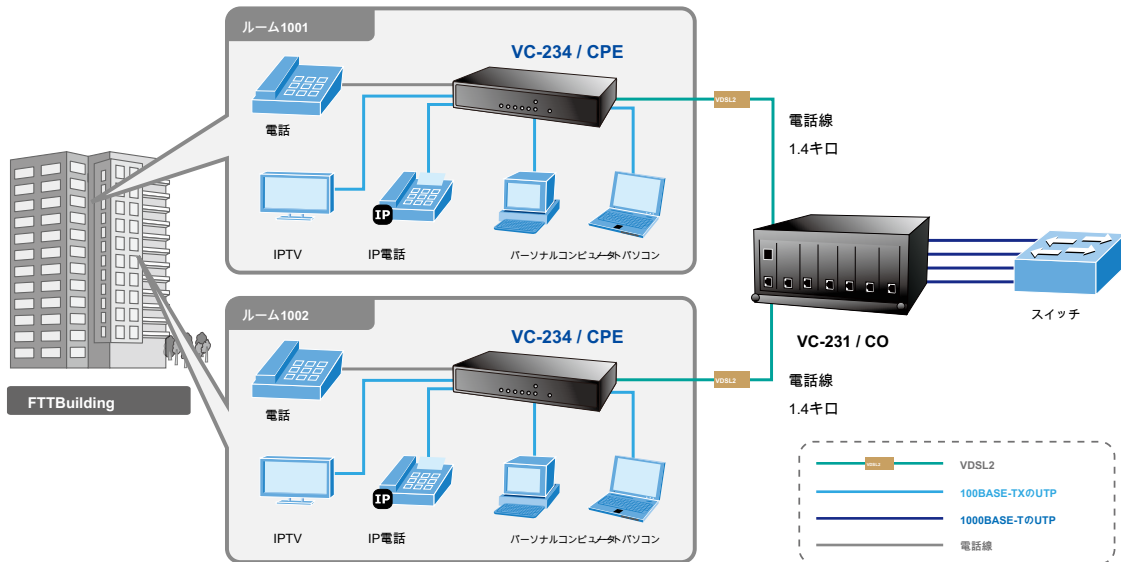 ルーム1001
VC-234 / CPE
電話
VDSL2
電話線
1.4キロ
IP
IPTV
IP電話
パーソナルコンピュータ
ノートパソコン
スイッチ
VC-231 / CO
ルーム1002
VC-234 / CPE
電話
VDSL2
電話線
1.4キロ
IP
IPTV
IP電話
パーソナルコンピュータ
ノートパソコン
FTTBuilding
VDSL2
VDSL2
100BASE-TXのUTP
1000BASE-TのUTP
電話線